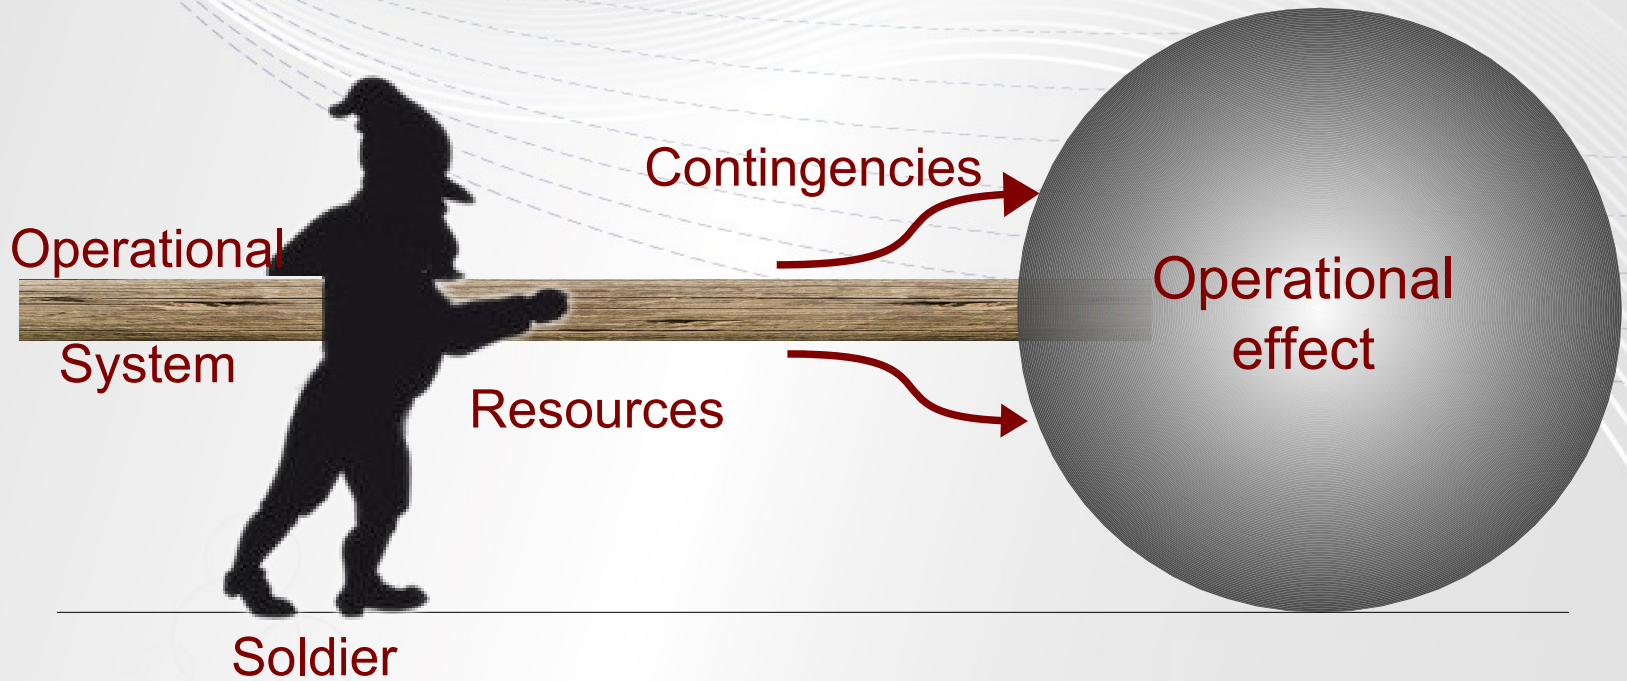 Contingencies
Operational
System
Resources
Operational
effect
Soldier